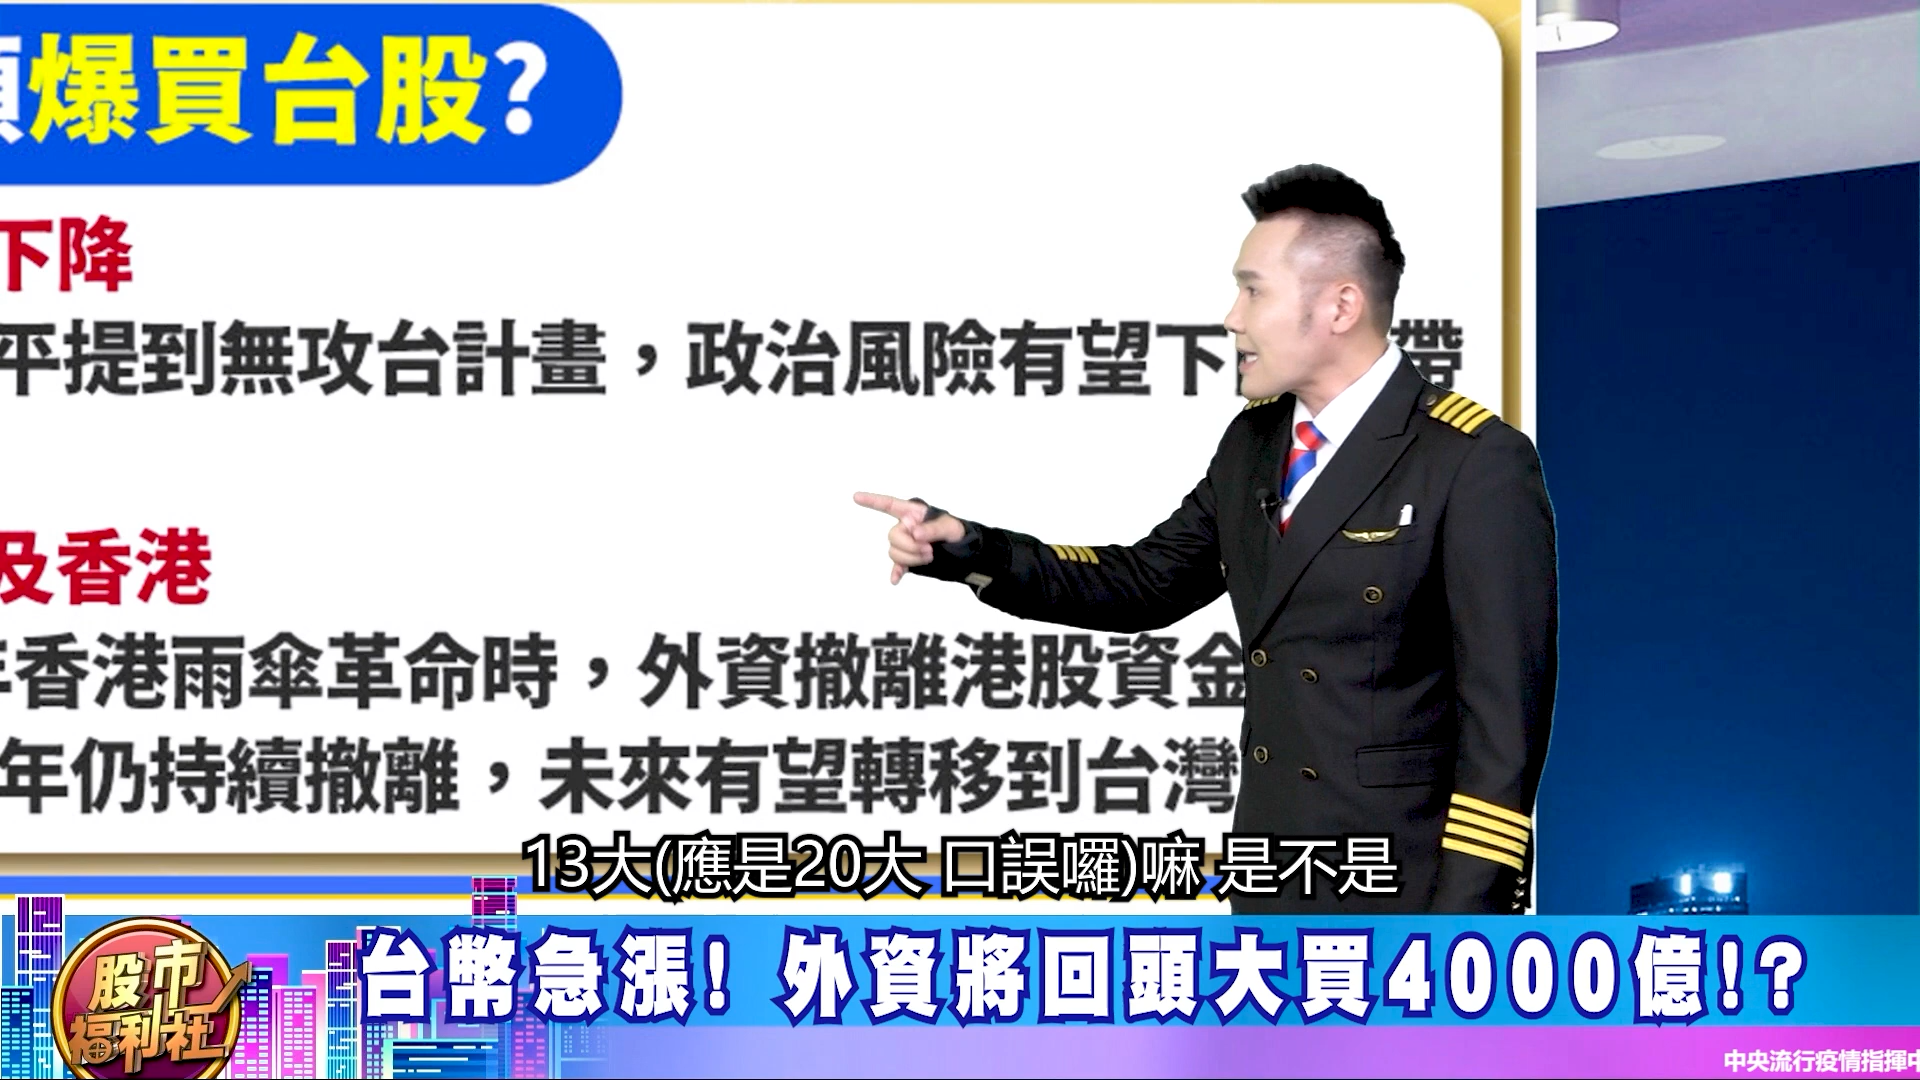 爆買台股?
下降
平提到無攻台計畫，政治風險有望下
帶
及香港
香港雨傘革命時，外資撤離港股資金
年仍持續撤離，未來有望轉移到台灣
13大(應是20大 口誤囉)嘛 是不是
台幣急漲! 外資將回頭大買4000億!?
股市
福利社
中央流行疫情指揮中